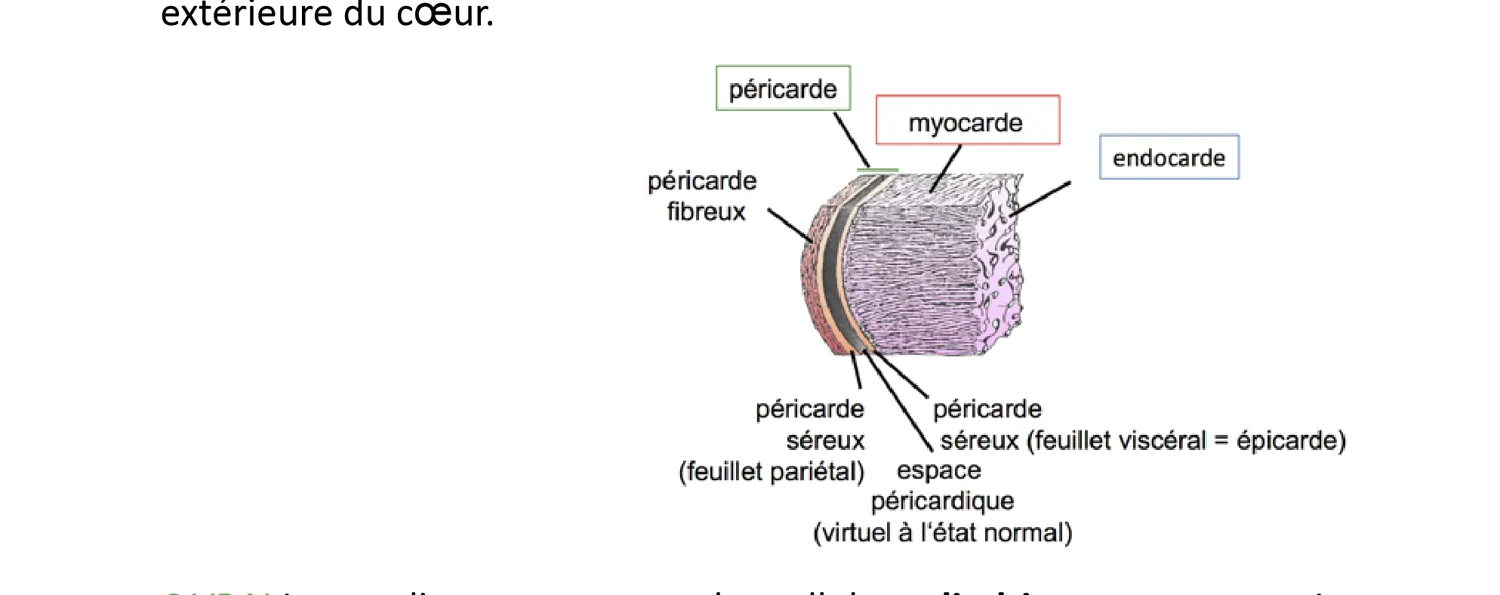 extérieure du cœur.
péricarde
myocarde
endocarde
péricarde
fibreux
péricarde
séreux
(feuillet pariétal)
péricarde
séreux (feuillet viscéral = épicarde)
espace
péricardique
(virtuel à l'état normal)